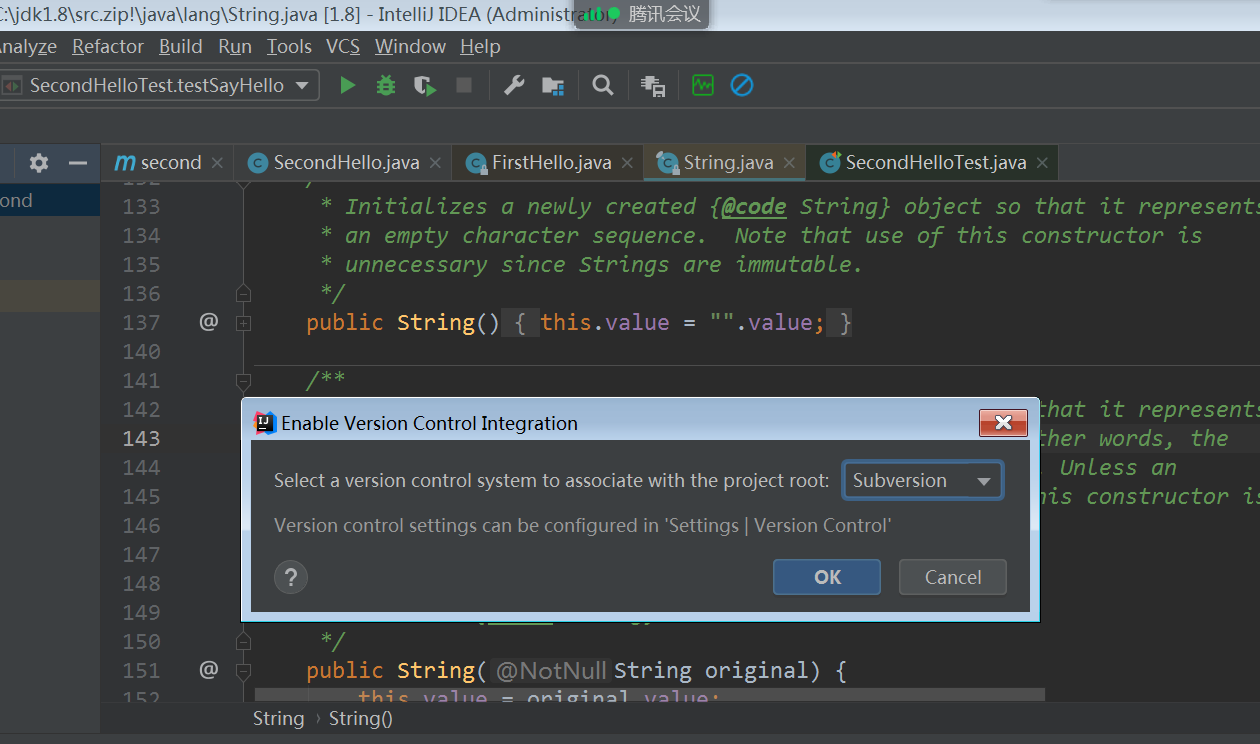 C:\jdk1.8\src.zip!\java\lang\String.java [1.8] - IntelliJ IDEA (Administrator)
腾讯会议
Analyze Refactor Build Run Tools VCS Window Help
SecondHelloTest.testSayHello
second SecondHello.java FirstHello.java String.java SecondHelloTest.java
ond
132 /
133 * Initializes a newly created {@code String} object so that it represents
134 * an empty character sequence.  Note that use of this constructor is
135 * unnecessary since Strings are immutable.
136 */
137 @ public String() { this.value = "".value; }
140
141 /**
142 that it represents
143 ther words, the
144 Unless an
145 his constructor is
146
147
148
149
150 */
151 @ public String( @NotNull String original) {
152 this.value = original.value;
String › String()
Enable Version Control Integration
Select a version control system to associate with the project root: Subversion
Version control settings can be configured in 'Settings | Version Control'
? OK Cancel